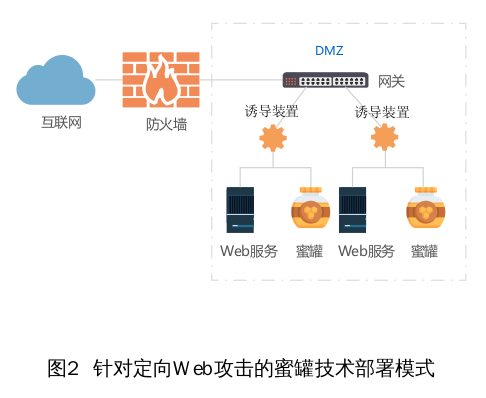 DMZ
网关
互联网
防火墙
诱导装置
诱导装置
Web服务
蜜罐
Web服务
蜜罐
图2 针对定向Web攻击的蜜罐技术部署模式